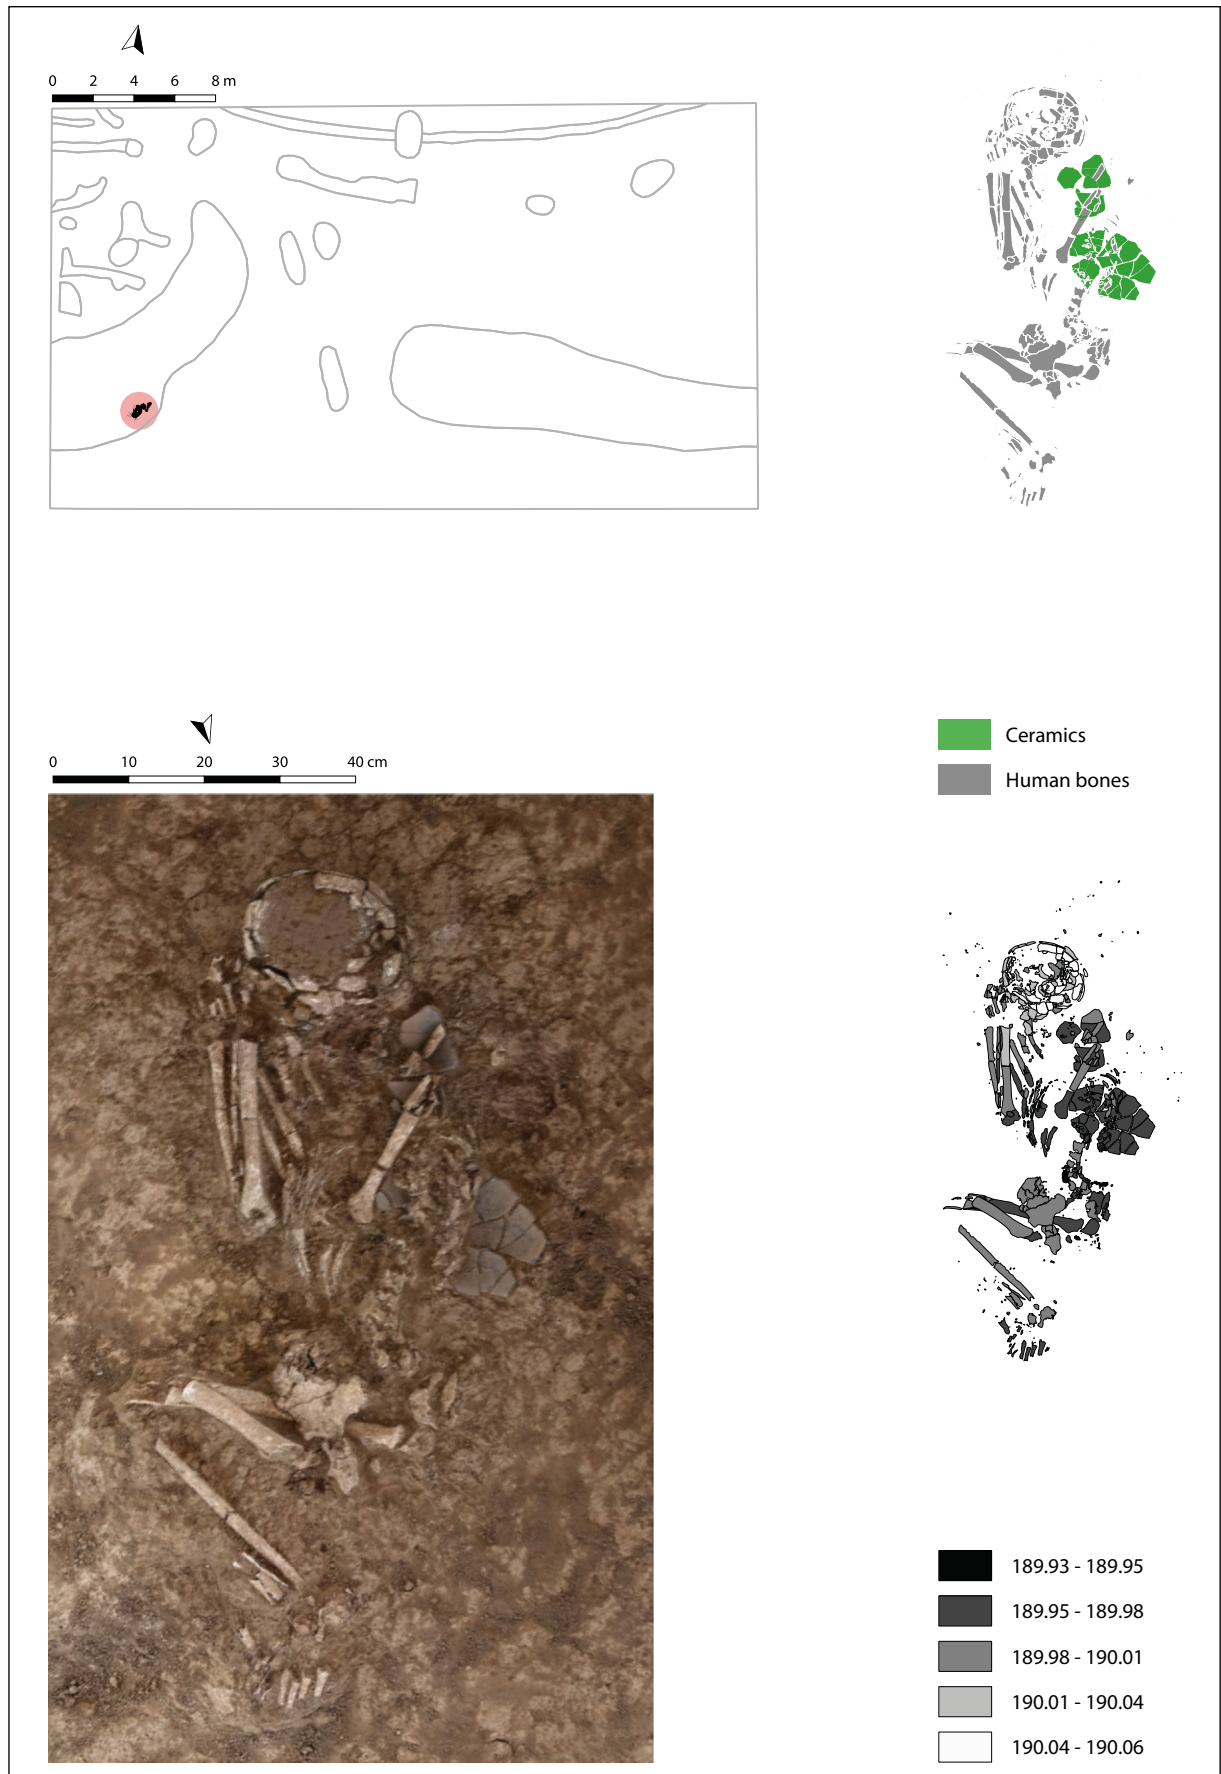 0 2 4 6 8 m
Ceramics
Human bones
0 10 20 30 40 cm
189.93 - 189.95
189.95 - 189.98
189.98 - 190.01
190.01 - 190.04
190.04 - 190.06